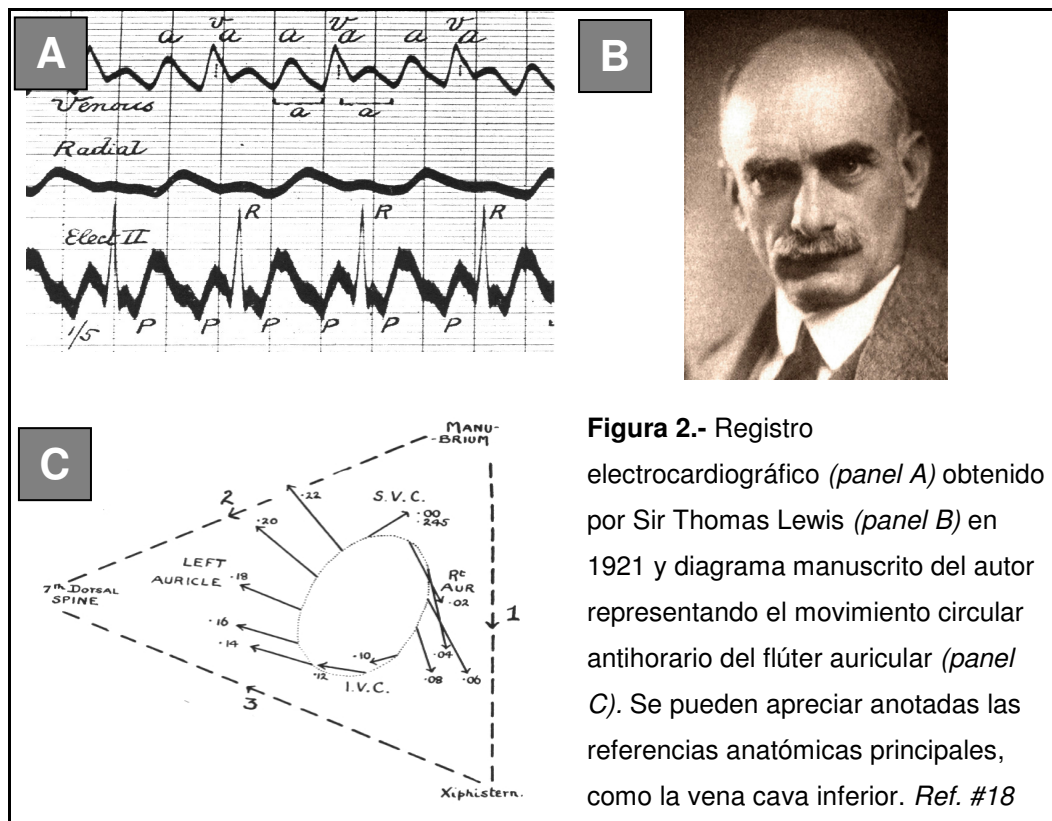 A
a v a a v a a v a
Venous
a a
Radial
R R R
Elect II
1/5 P P P P P P
B
C
MANU-
-BRIUM
2
.22
S.V.C.
.00
.245
.20
LEFT
AURICLE
.18
Rt
AUR
.02
7th DORSAL
SPINE
1
.16
.14
.10
.04
.12
.08
.06
I.V.C.
3
Xiphistern.
Figura 2.- Registro
electrocardiográfico (panel A) obtenido
por Sir Thomas Lewis (panel B) en
1921 y diagrama manuscrito del autor
representando el movimiento circular
antihorario del flúter auricular (panel
C). Se pueden apreciar anotadas las
referencias anatómicas principales,
como la vena cava inferior. Ref. #18